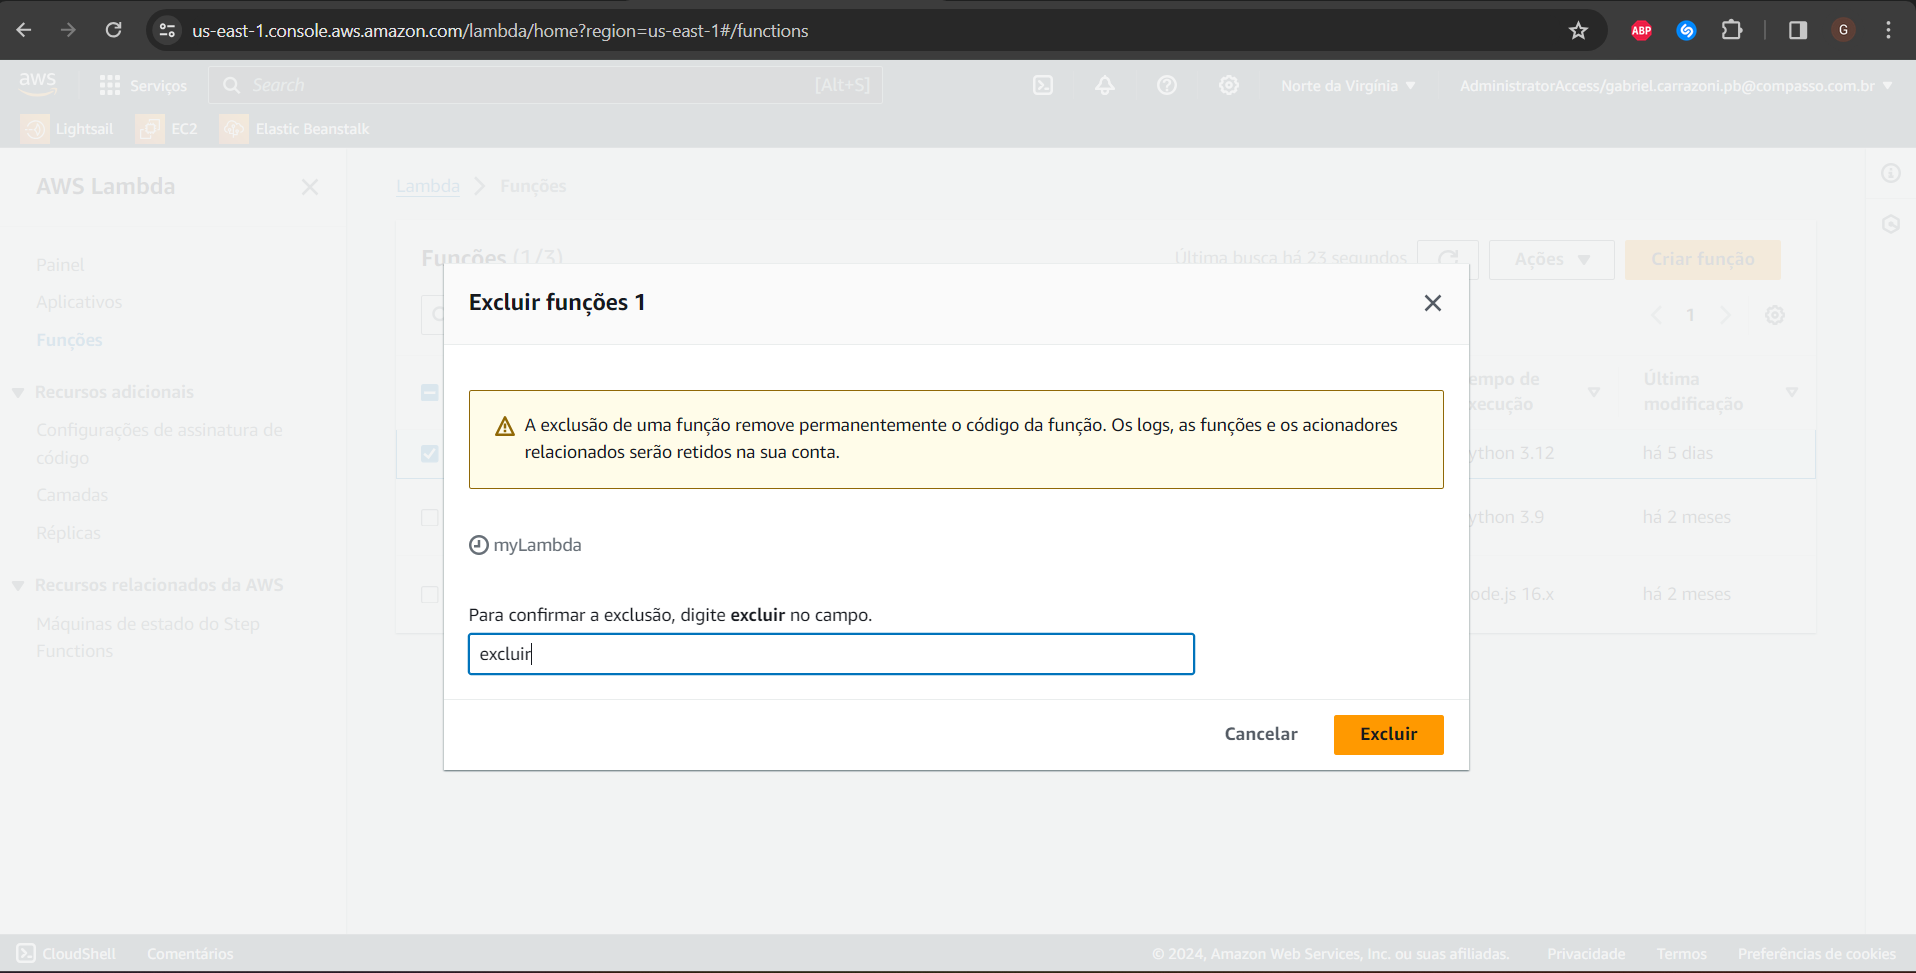 us-east-1.console.aws.amazon.com/lambda/home?region=us-east-1#/functions
ABP
G
aws
Serviços
Search
[Alt+S]
Norte da Virgínia
AdministratorAccess/gabriel.carrazoni.pb@compasso.com.br
Lightsail
EC2
Elastic Beanstalk
AWS Lambda
Painel
Aplicativos
Funções
Recursos adicionais
Configurações de assinatura de
código
Camadas
Réplicas
Recursos relacionados da AWS
Máquinas de estado do Step
Functions
Lambda
Funções
Funções (1/3)
Última busca há 23 segundos
Ações
Criar função
1
empo de
xecução
Última
modificação
ython 3.12
há 5 dias
ython 3.9
há 2 meses
ode.js 16.x
há 2 meses
Excluir funções 1
A exclusão de uma função remove permanentemente o código da função. Os logs, as funções e os acionadores
relacionados serão retidos na sua conta.
myLambda
Para confirmar a exclusão, digite excluir no campo.
excluir
Cancelar
Excluir
CloudShell
Comentários
© 2024, Amazon Web Services, Inc. ou suas afiliadas.
Privacidade
Termos
Preferências de cookies